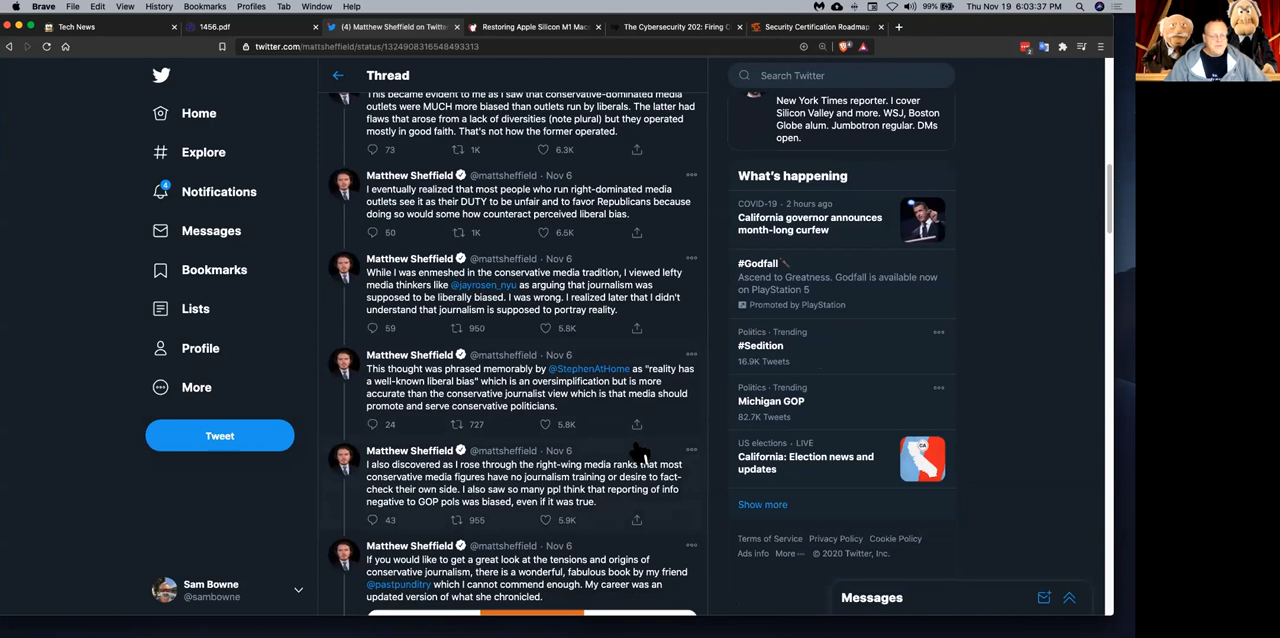 Brave File Edit View History Bookmarks Profiles Tab Window Help
99% Thu Nov 19 6:03:37 PM
Tech News
1456.pdf
(4) Matthew Sheffield on Twitte
Restoring Apple Silicon M1 Mac
The Cybersecurity 202: Firing C
Security Certification Roadmap
twitter.com/mattsheffield/status/1324908316548493313
Home
Explore
4
Notifications
Messages
Bookmarks
Lists
Profile
More
Tweet
Sam Bowne
@sambowne
Thread
This became evident to me as I saw that conservative-dominated media
outlets were MUCH more biased than outlets run by liberals. The latter had
flaws that arose from a lack of diversities (note plural) but they operated
mostly in good faith. That's not how the former operated.
73 1K 6.3K
Matthew Sheffield @mattsheffield · Nov 6
I eventually realized that most people who run right-dominated media
outlets see it as their DUTY to be unfair and to favor Republicans because
doing so would some how counteract perceived liberal bias.
50 1K 6.5K
Matthew Sheffield @mattsheffield · Nov 6
While I was enmeshed in the conservative media tradition, I viewed lefty
media thinkers like @jayrosen_nyu as arguing that journalism was
supposed to be liberally biased. I was wrong. I realized later that I didn't
understand that journalism is supposed to portray reality.
59 950 5.8K
Matthew Sheffield @mattsheffield · Nov 6
This thought was phrased memorably by @StephenAtHome as "reality has
a well-known liberal bias" which is an oversimplification but is more
accurate than the conservative journalist view which is that media should
promote and serve conservative politicians.
24 727 5.8K
Matthew Sheffield @mattsheffield · Nov 6
I also discovered as I rose through the right-wing media ranks that most
conservative media figures have no journalism training or desire to fact-
check their own side. I also saw so many ppl think that reporting of info
negative to GOP pols was biased, even if it was true.
43 955 5.9K
Matthew Sheffield @mattsheffield · Nov 6
If you would like to get a great look at the tensions and origins of
conservative journalism, there is a wonderful, fabulous book by my friend
@pastpunditry which I cannot commend enough. My career was an
updated version of what she chronicled.
Search Twitter
New York Times reporter. I cover
Silicon Valley and more. WSJ, Boston
Globe alum. Jumbotron regular. DMs
open.
What's happening
COVID-19 · 2 hours ago
California governor announces
month-long curfew
#Godfall
Ascend to Greatness. Godfall is available now
on PlayStation 5
Promoted by PlayStation
Politics · Trending
#Sedition
16.9K Tweets
Politics · Trending
Michigan GOP
82.7K Tweets
US elections · LIVE
California: Election news and
updates
Show more
Terms of Service Privacy Policy Cookie Policy
Ads info More © 2020 Twitter, Inc.
Messages